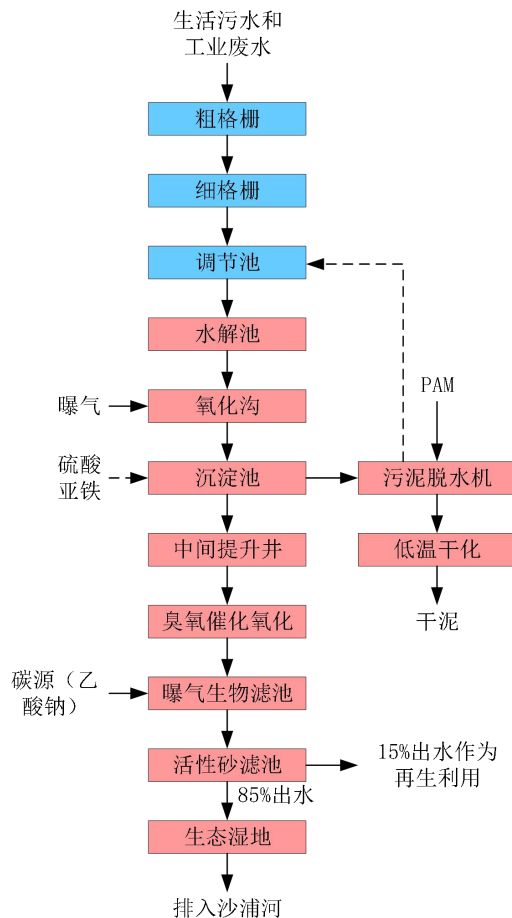 生活污水和
工业废水
粗格栅
细格栅
调节池
水解池
PAM
曝气
氧化沟
硫酸
亚铁
沉淀池
污泥脱水机
中间提升井
低温干化
臭氧催化氧化
干泥
碳源（乙
酸钠）
曝气生物滤池
活性砂滤池
15%出水作为
再生利用
85%出水
生态湿地
排入沙浦河